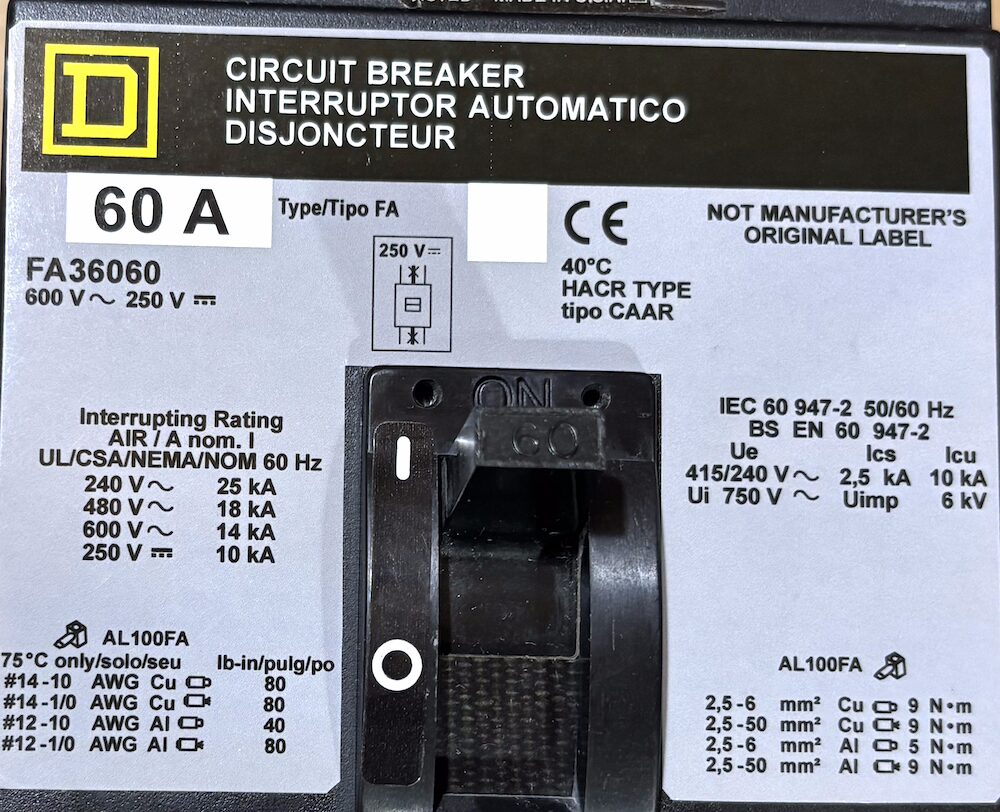 MADE IN U.S.A.
D
CIRCUIT BREAKER
INTERRUPTOR AUTOMATICO
DISJONCTEUR
60 A
Type/Tipo FA
FA36060
600 V ~ 250 V ⎓
250 V ⎓
CE
40°C
HACR TYPE
tipo CAAR
NOT MANUFACTURER'S
ORIGINAL LABEL
ON
60
Interrupting Rating
AIR / A nom. I
UL/CSA/NEMA/NOM 60 Hz
240 V ~ 25 kA
480 V ~ 18 kA
600 V ~ 14 kA
250 V ⎓ 10 kA
IEC 60 947-2 50/60 Hz
BS EN 60 947-2
Ue Ics Icu
415/240 V ~ 2,5 kA 10 kA
Ui 750 V ~ Uimp 6 kV
I
O
AL100FA
75°C only/solo/seu lb-in/pulg/po
#14-10 AWG Cu 80
#14-1/0 AWG Cu 80
#12-10 AWG Al 40
#12-1/0 AWG Al 80
AL100FA
2,5-6 mm² Cu 9 N•m
2,5-50 mm² Cu 9 N•m
2,5-6 mm² Al 5 N•m
2,5-50 mm² Al 9 N•m